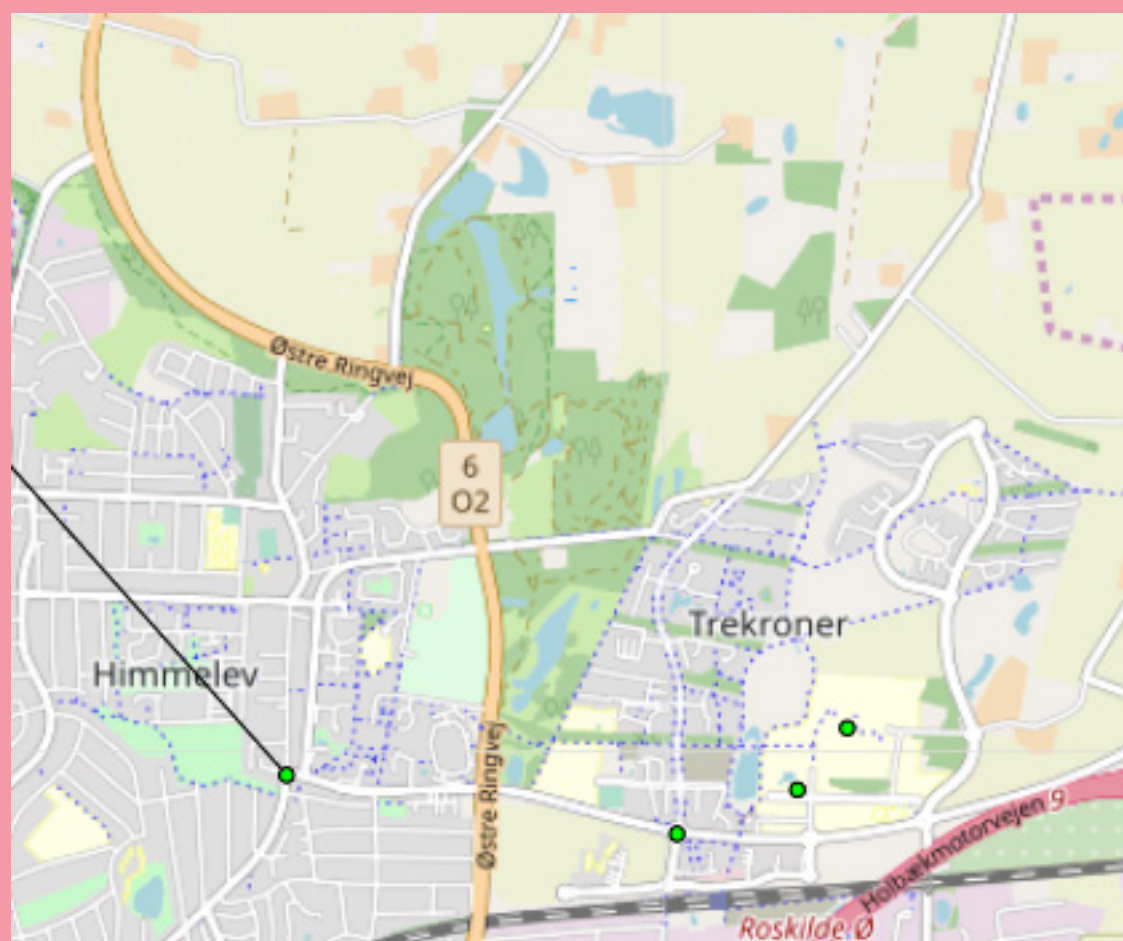 Østre Ringvej
6
O2
Trekroner
Himmelev
Østre Ringvej
Holbækmotorvejen 9
Roskilde Ø